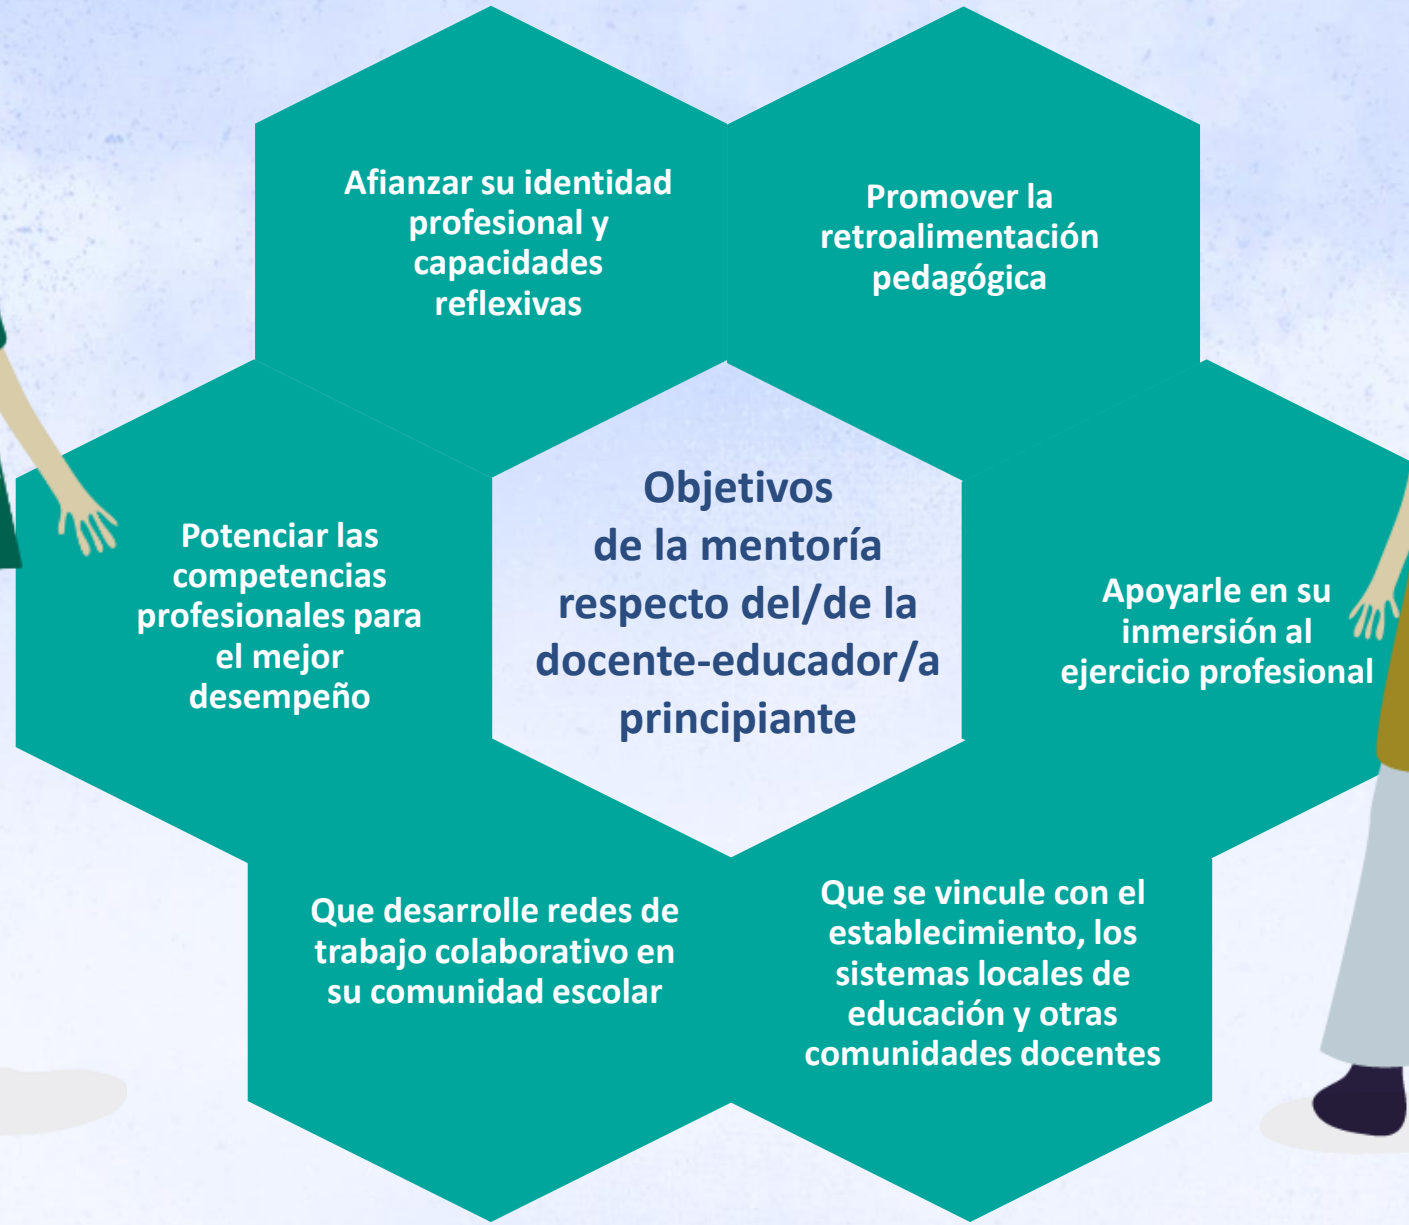 Afianzar su identidad
profesional y
capacidades
reflexivas
Promover la
retroalimentación
pedagógica
Objetivos
de la mentoría
respecto del/de la
docente-educador/a
principiante
Potenciar las
competencias
profesionales para
el mejor
desempeño
Apoyarle en su
inmersión al
ejercicio profesional
Que desarrolle redes de
trabajo colaborativo en
su comunidad escolar
Que se vincule con el
establecimiento, los
sistemas locales de
educación y otras
comunidades docentes